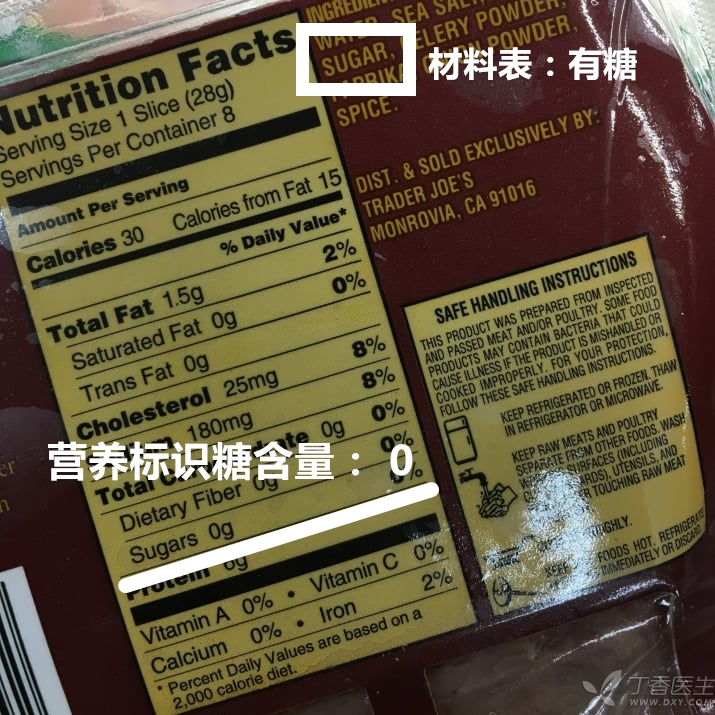 Nutrition Facts
Serving Size 1 Slice (28g)
Servings Per Container 8
Amount Per Serving
Calories 30 Calories from Fat 15
% Daily Value*
Total Fat 1.5g 2%
Saturated Fat 0g 0%
Trans Fat 0g
Cholesterol 25mg 8%
180mg 8%
Total 0g 0%
Dietary Fiber 0g 0%
Sugars 0g
Protein 6g
Vitamin A 0% • Vitamin C 0%
Calcium 0% • Iron 2%
* Percent Daily Values are based on a
2,000 calorie diet.
营养标识糖含量： 0
WATER, SEA SALT,
SUGAR, CELERY POWDER,
POWDER,
PAPRIKA
SPICE.
材料表：有糖
DIST. & SOLD EXCLUSIVELY BY:
TRADER JOE'S
MONROVIA, CA 91016
SAFE HANDLING INSTRUCTIONS
THIS PRODUCT WAS PREPARED FROM INSPECTED
AND PASSED MEAT AND/OR POULTRY. SOME FOOD
PRODUCTS MAY CONTAIN BACTERIA THAT COULD
CAUSE ILLNESS IF THE PRODUCT IS MISHANDLED OR
COOKED IMPROPERLY. FOR YOUR PROTECTION,
FOLLOW THESE SAFE HANDLING INSTRUCTIONS.
KEEP REFRIGERATED OR FROZEN. THAW
IN REFRIGERATOR OR MICROWAVE.
KEEP RAW MEATS AND POULTRY
SEPARATE FROM OTHER FOODS. WASH
SURFACES (INCLUDING
UTENSILS, AND
TOUCHING RAW MEAT
FOODS HOT. REFRIGERATE
IMMEDIATELY OR DISCARD
丁香医生
WWW.DXY.COM